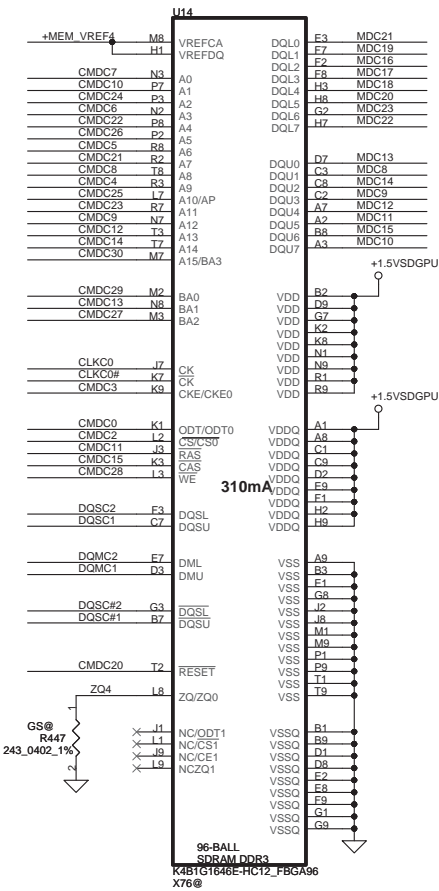 U14
+MEM_VREF4 M8 VREFCA DQL0 E3 MDC21
H1 VREFDQ DQL1 F7 MDC19
DQL2 F2 MDC16
CMDC7 N3 A0 DQL3 F8 MDC17
CMDC10 P7 A1 DQL4 H3 MDC18
CMDC24 P3 A2 DQL5 H8 MDC20
CMDC6 N2 A3 DQL6 G2 MDC23
CMDC22 P8 A4 DQL7 H7 MDC22
CMDC26 P2 A5
CMDC5 R8 A6
CMDC21 R2 A7 DQU0 D7 MDC13
CMDC8 T8 A8 DQU1 C3 MDC8
CMDC4 R3 A9 DQU2 C8 MDC14
CMDC25 L7 A10/AP DQU3 C2 MDC9
CMDC23 R7 A11 DQU4 A7 MDC12
CMDC9 N7 A12 DQU5 A2 MDC11
CMDC12 T3 A13 DQU6 B8 MDC15
CMDC14 T7 A14 DQU7 A3 MDC10
CMDC30 M7 A15/BA3
+1.5VSDGPU
CMDC29 M2 BA0 VDD B2
CMDC13 N8 BA1 VDD D9
CMDC27 M3 BA2 VDD G7
VDD K2
VDD K8
VDD N1
CLKC0 J7 CK VDD N9
CLKC0# K7 CK VDD R1
CMDC3 K9 CKE/CKE0 VDD R9
+1.5VSDGPU
CMDC0 K1 ODT/ODT0 VDDQ A1
CMDC2 L2 CS/CS0 VDDQ A8
CMDC11 J3 RAS VDDQ C1
CMDC15 K3 CAS VDDQ C9
CMDC28 L3 WE VDDQ D2
310mA VDDQ E9
VDDQ F1
DQSC2 F3 DQSL VDDQ H2
DQSC1 C7 DQSU VDDQ H9
DQMC2 E7 DML VSS A9
DQMC1 D3 DMU VSS B3
VSS E1
VSS G8
DQSC#2 G3 DQSL VSS J2
DQSC#1 B7 DQSU VSS J8
VSS M1
VSS M9
VSS P1
CMDC20 T2 RESET VSS P9
VSS T1
ZQ4 L8 ZQ/ZQ0 VSS T9
1
GS@
R447
243_0402_1%
2
J1 NC/ODT1 VSSQ B1
L1 NC/CS1 VSSQ B9
J9 NC/CE1 VSSQ D1
L9 NCZQ1 VSSQ D8
VSSQ E2
VSSQ E8
VSSQ F9
VSSQ G1
VSSQ G9
96-BALL
SDRAM DDR3
K4B1G1646E-HC12_FBGA96
X76@